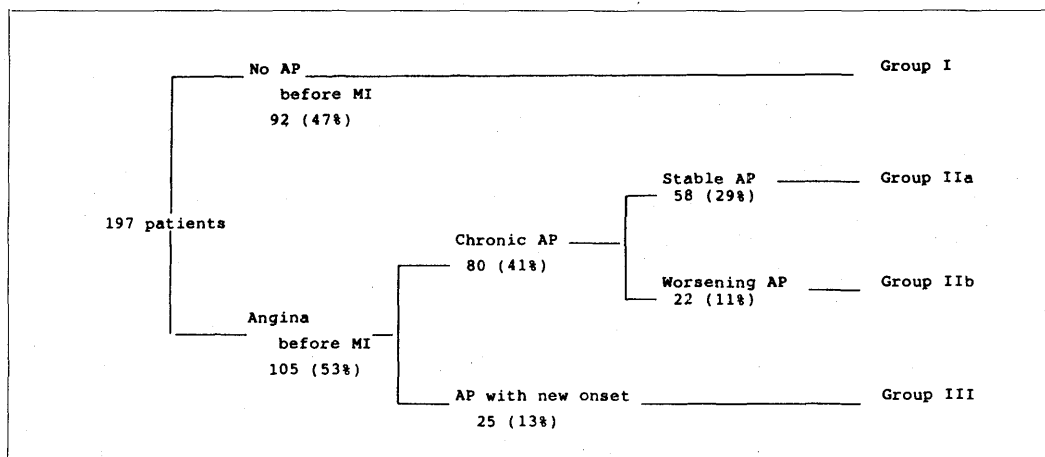 No AP
before MI
92 (47%)
Group I
Stable AP
58 (29%)
Group IIa
197 patients
Chronic AP
80 (41%)
Worsening AP
22 (11%)
Group IIb
Angina
before MI
105 (53%)
AP with new onset
25 (13%)
Group III